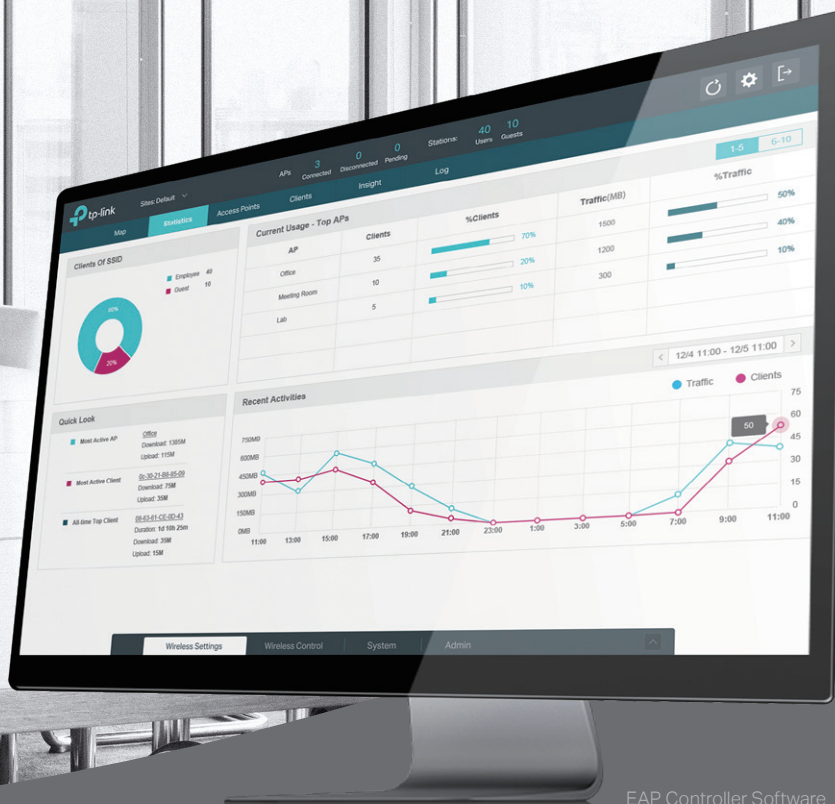 tp-link
Sites: Default
APs 3 Connected 0 Disconnected 0 Pending
Stations: 40 Users 10 Guests
Map Statistics Access Points Clients Insight Log
Clients Of SSID
Employee 40
Guest 10
80%
20%
Current Usage - Top APs
1-5 6-10
AP Clients %Clients Traffic(MB) %Traffic
Office 35 70% 1500 50%
Meeting Room 10 20% 1200 40%
Lab 5 10% 300 10%
Quick Look
Most Active AP Office
Download: 1385M
Upload: 115M
Most Active Client 0c-30-21-B8-85-09
Download: 75M
Upload: 35M
All-time Top Client 08-63-61-CE-0D-43
Duration: 1d 10h 25m
Download: 35M
Upload: 15M
Recent Activities
< 12/4 11:00 - 12/5 11:00 >
Traffic Clients
750MB
600MB
450MB
300MB
150MB
0MB
75
60
45
30
15
0
50
11:00 13:00 15:00 17:00 19:00 21:00 23:00 1:00 3:00 5:00 7:00 9:00 11:00
Wireless Settings Wireless Control System Admin
EAP Controller Software